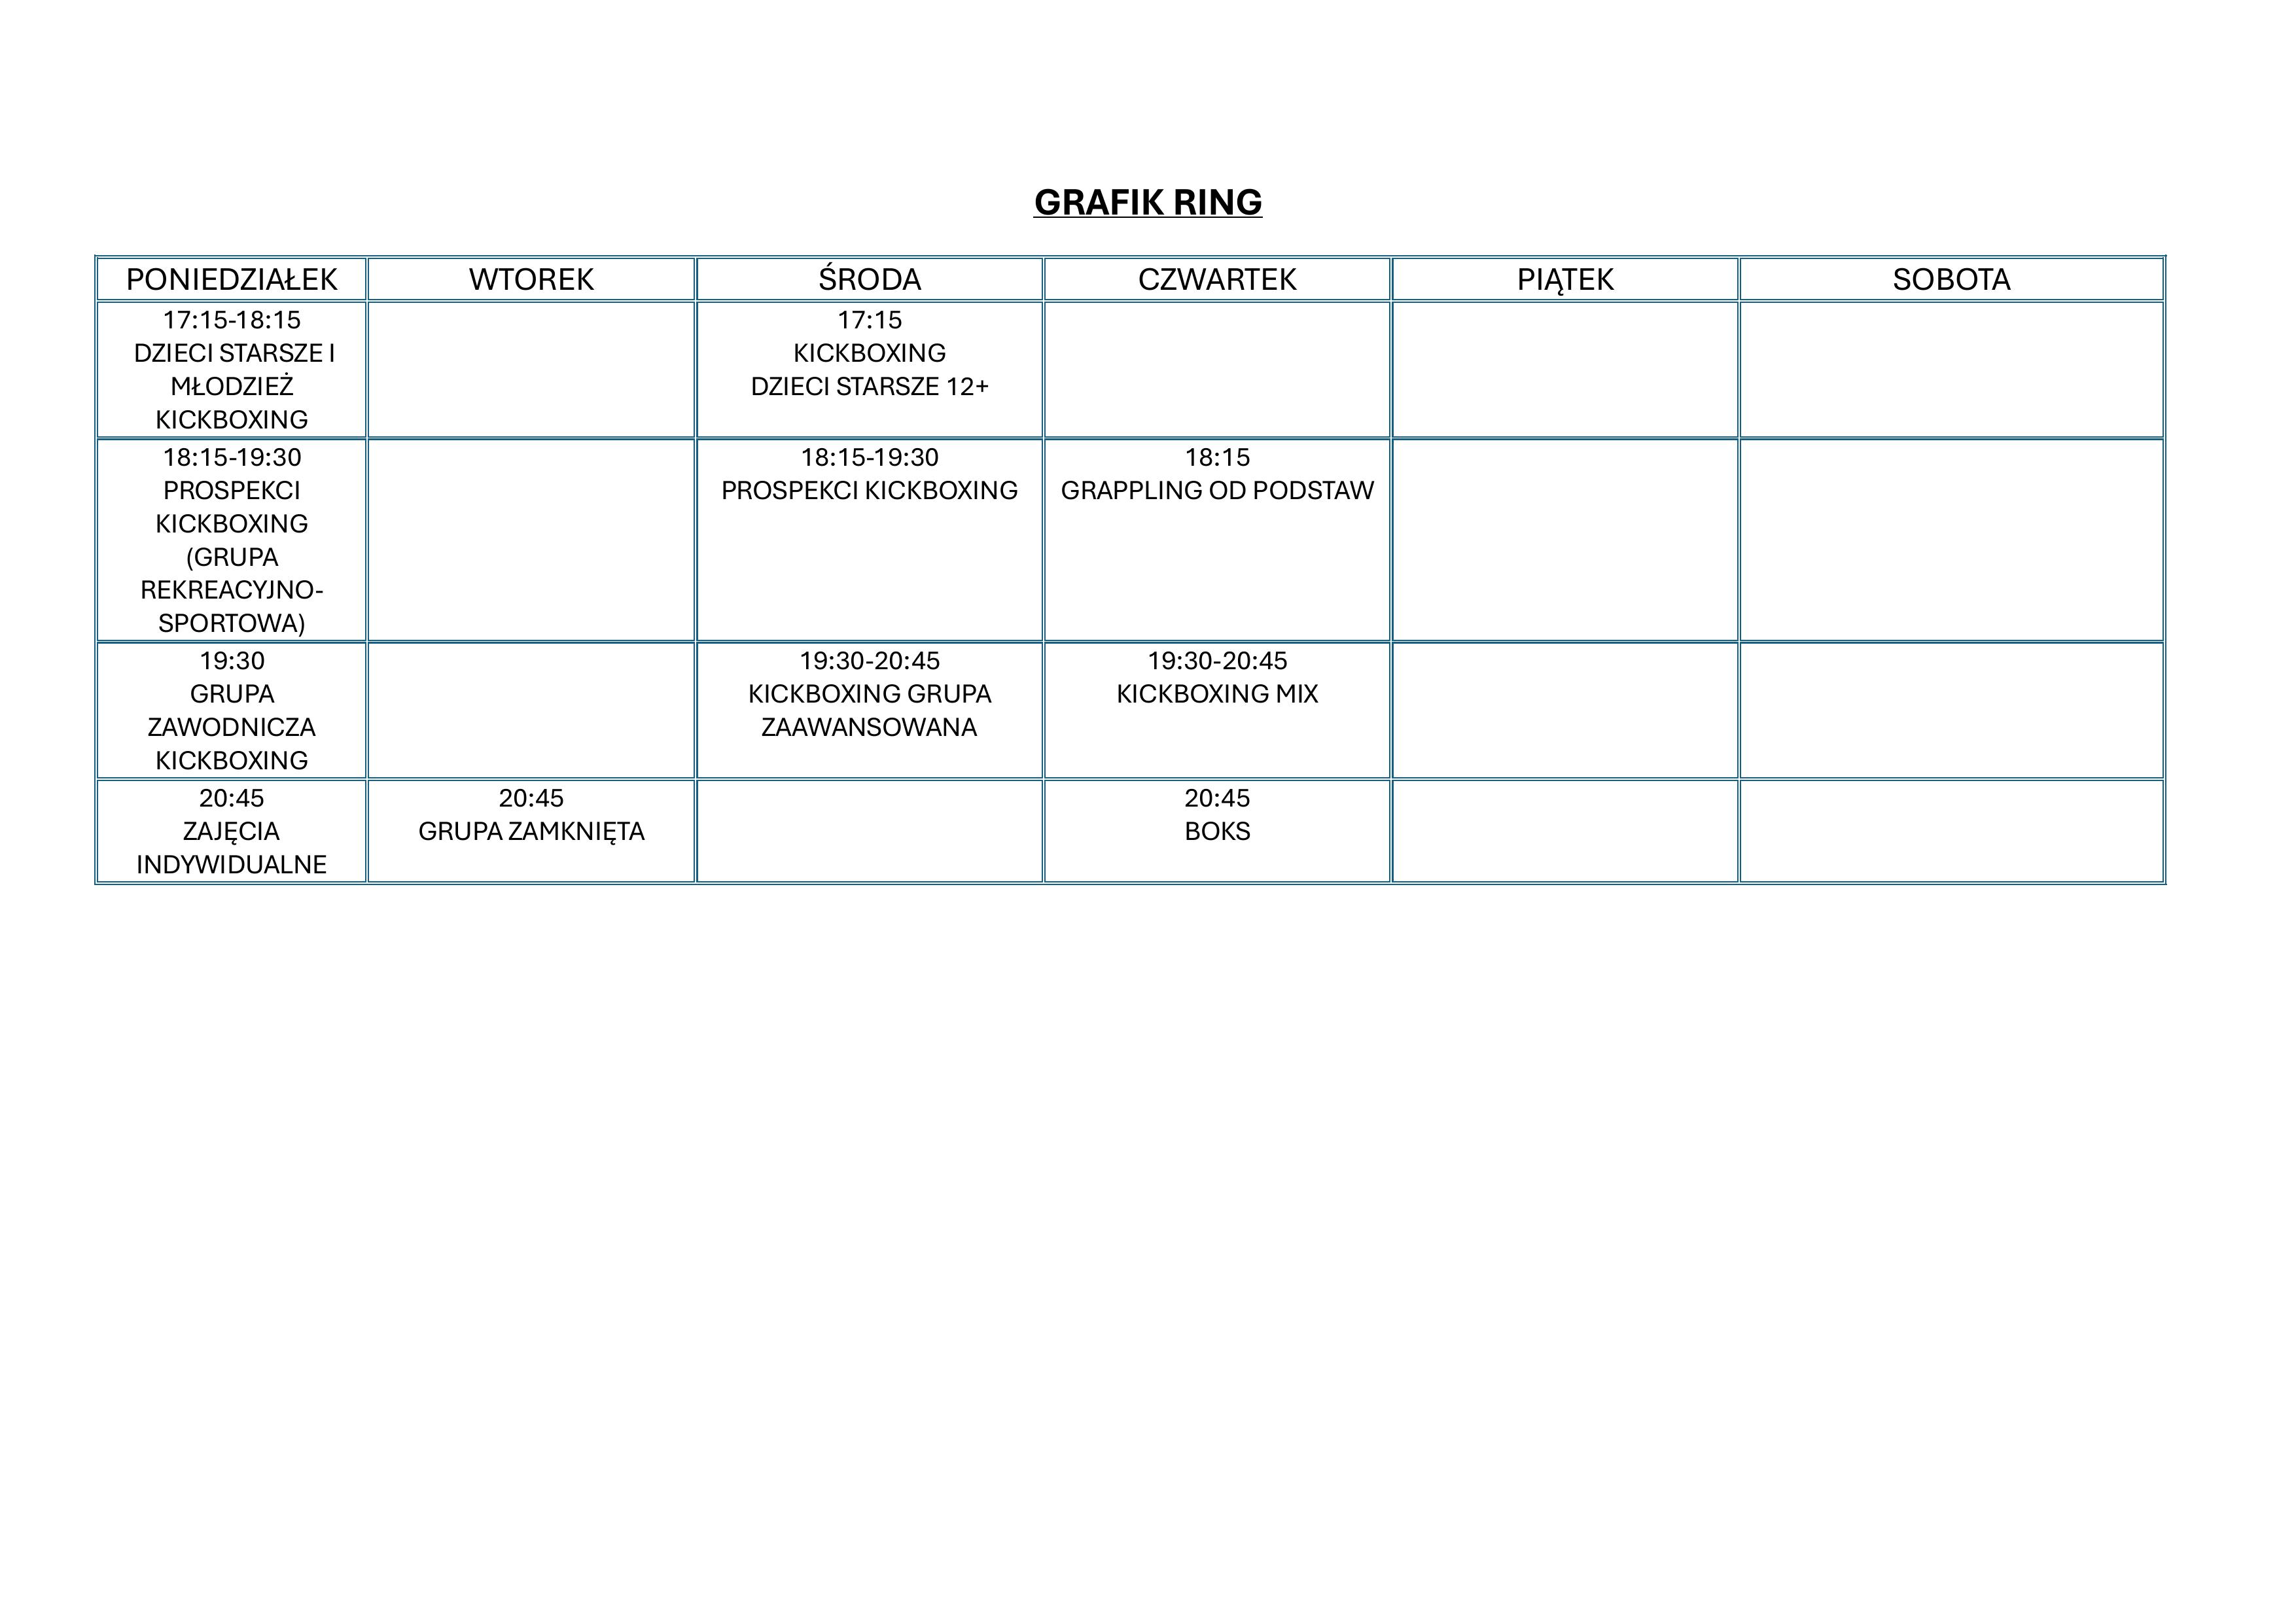 GRAFIK RING
PONIEDZIAŁEK
WTOREK
ŚRODA
CZWARTEK
PIĄTEK
SOBOTA
17:15-18:15
DZIECI STARSZE I
MŁODZIEŻ
KICKBOXING
17:15
KICKBOXING
DZIECI STARSZE 12+
18:15-19:30
PROSPEKCI
KICKBOXING
(GRUPA
REKREACYJNO-
SPORTOWA)
18:15-19:30
PROSPEKCI KICKBOXING
18:15
GRAPPLING OD PODSTAW
19:30
GRUPA
ZAWODNICZA
KICKBOXING
19:30-20:45
KICKBOXING GRUPA
ZAAWANSOWANA
19:30-20:45
KICKBOXING MIX
20:45
ZAJĘCIA
INDYWIDUALNE
20:45
GRUPA ZAMKNIĘTA
20:45
BOKS